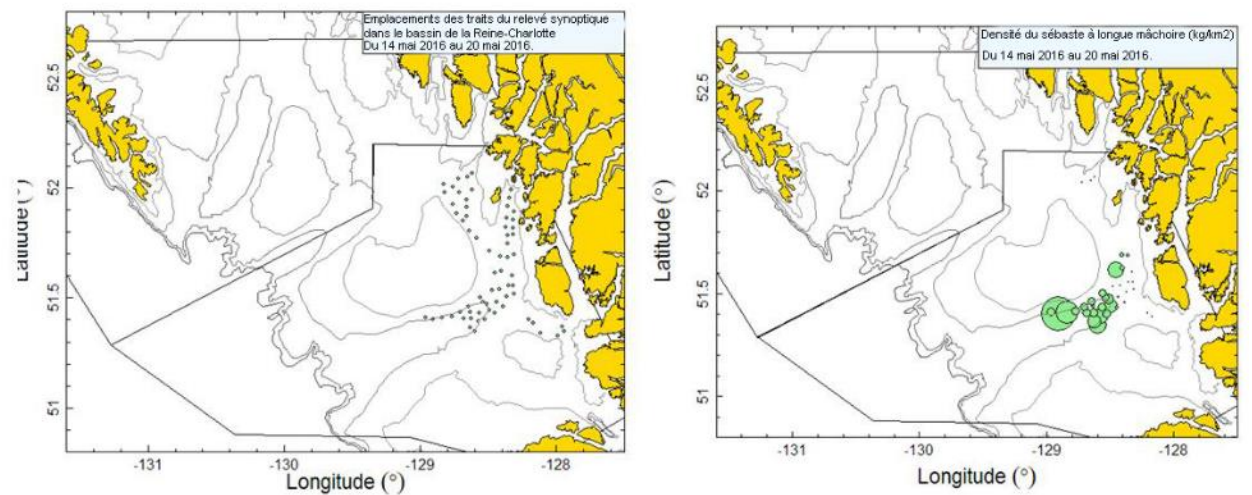 Emplacements des traits du relevé synoptique
dans le bassin de la Reine-Charlotte
Du 14 mai 2016 au 20 mai 2016.
52.5
52
51.5
51
Latitude (°)
-131
-130
-129
-128
Longitude (°)
Densité du sébaste à longue mâchoire (kg/km2)
Du 14 mai 2016 au 20 mai 2016.
52.5
52
51.5
51
Latitude (°)
-131
-130
-129
-128
Longitude (°)